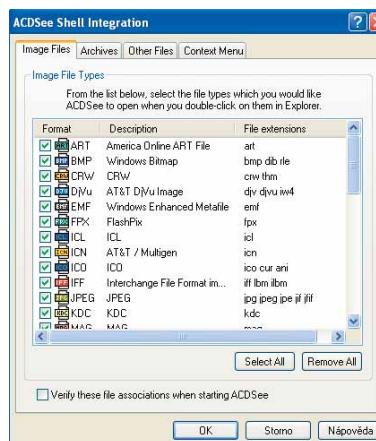 ACDSee Shell Integration
Image Files Archives Other Files Context Menu
Image File Types
From the list below, select the file types which you would like
ACDSee to open when you double-click on them in Explorer.
Format Description File extensions
ART America Online ART File art
BMP Windows Bitmap bmp dib rle
CRW CRW crw thm
DjVu AT&T DjVu Image djv djvu iw4
EMF Windows Enhanced Metafile emf
FPX FlashPix fpx
ICL ICL icl
ICN AT&T / Multigen icn
ICO ICO ico cur ani
IFF Interchange File Format im... iff lbm ilbm
JPEG JPEG jpg jpeg jpe jif jfif
KDC KDC kdc
MAG MAG mag
Select All Remove All
Verify these file associations when starting ACDSee
OK Storno Nápověda